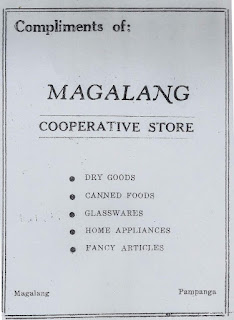 Compliments of:
MAGALANG
COOPERATIVE STORE
DRY GOODS
CANNED FOODS
GLASSWARES
HOME APPLIANCES
FANCY ARTICLES
Magalang Pampanga